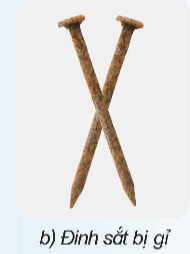 b) Đinh sắt bị gỉ